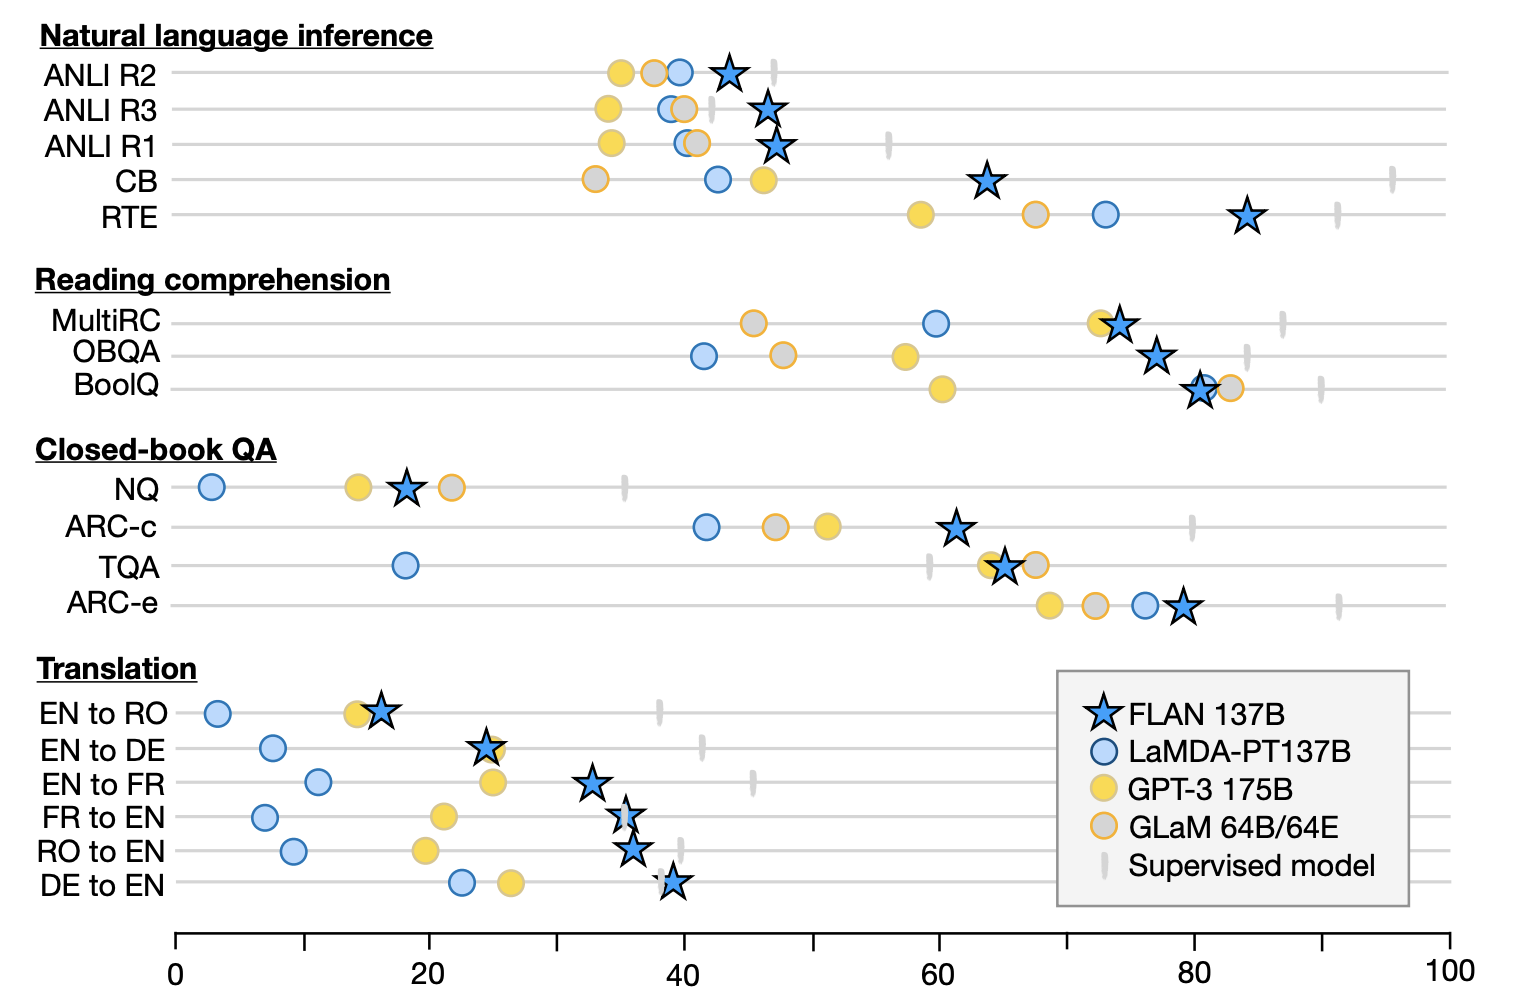 Natural language inference
ANLI R2
ANLI R3
ANLI R1
CB
RTE
Reading comprehension
MultiRC
OBQA
BoolQ
Closed-book QA
NQ
ARC-c
TQA
ARC-e
Translation
EN to RO
EN to DE
EN to FR
FR to EN
RO to EN
DE to EN
FLAN 137B
LaMDA-PT137B
GPT-3 175B
GLaM 64B/64E
Supervised model
0 20 40 60 80 100